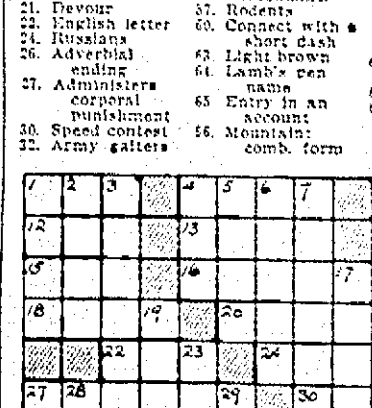 21. Devour
22. English letter
24. Russians
26. Adverbial
ending
27. Administers
corporal
punishment
30. Speed contest
32. Army gaiters
57. Rodents
60. Connect with a
short dash
63. Light brown
64. Lamb's pen
name
65 Entry in an
account
66. Mountain:
comb. form
1 2 3 4 5 6 7
12 13
15 16 17
18 19 20
22 23 24
27 28 29 30